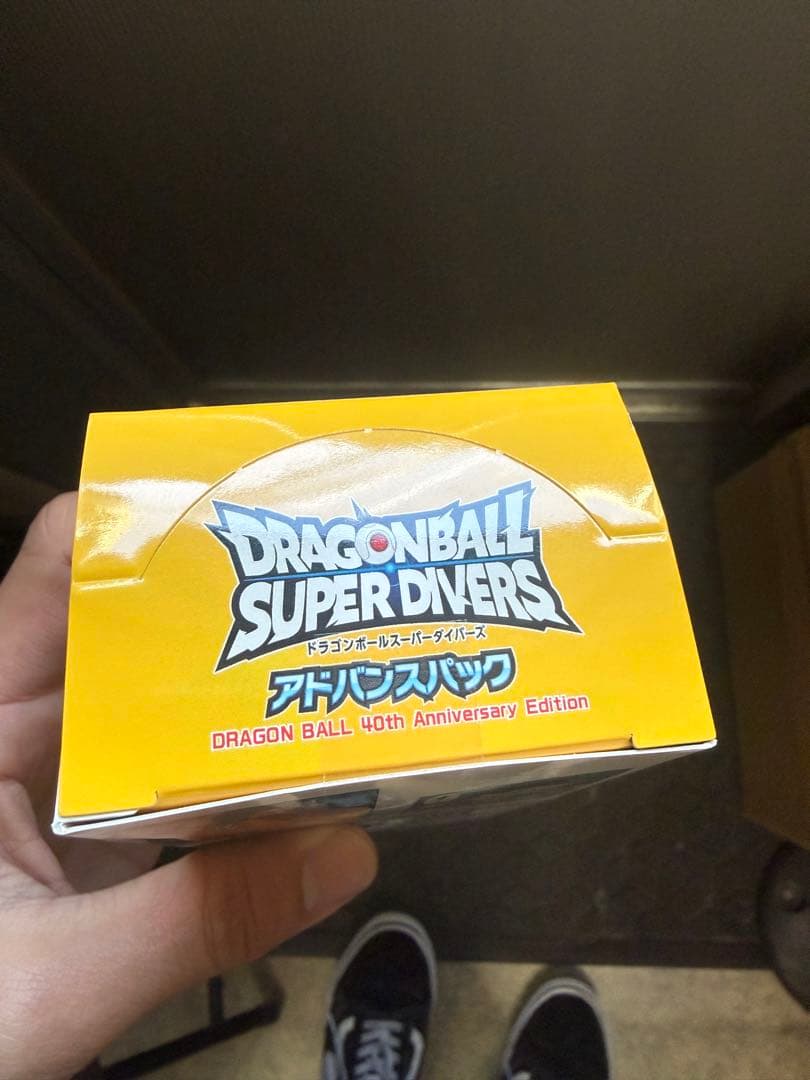 DRAGONBALL
SUPER DIVERS
ドラゴンボールスーパーダイバーズ
アドバンスパック
DRAGON BALL 40th Anniversary Edition